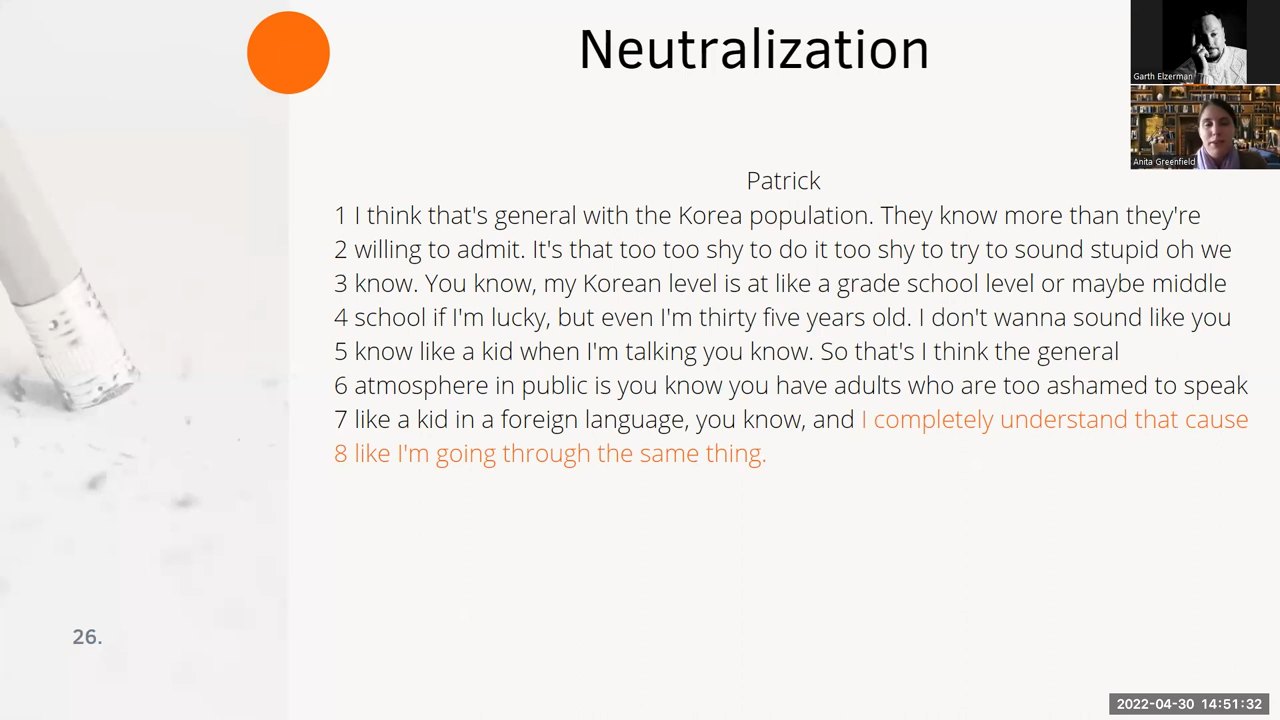 Neutralization
Garth Elzerman
Anita Greenfield
Patrick
1 I think that's general with the Korea population. They know more than they're
2 willing to admit. It's that too too shy to do it too shy to try to sound stupid oh we
3 know. You know, my Korean level is at like a grade school level or maybe middle
4 school if I'm lucky, but even I'm thirty five years old. I don't wanna sound like you
5 know like a kid when I'm talking you know. So that's I think the general
6 atmosphere in public is you know you have adults who are too ashamed to speak
7 like a kid in a foreign language, you know, and I completely understand that cause
8 like I'm going through the same thing.
26.
2022-04-30 14:51:32